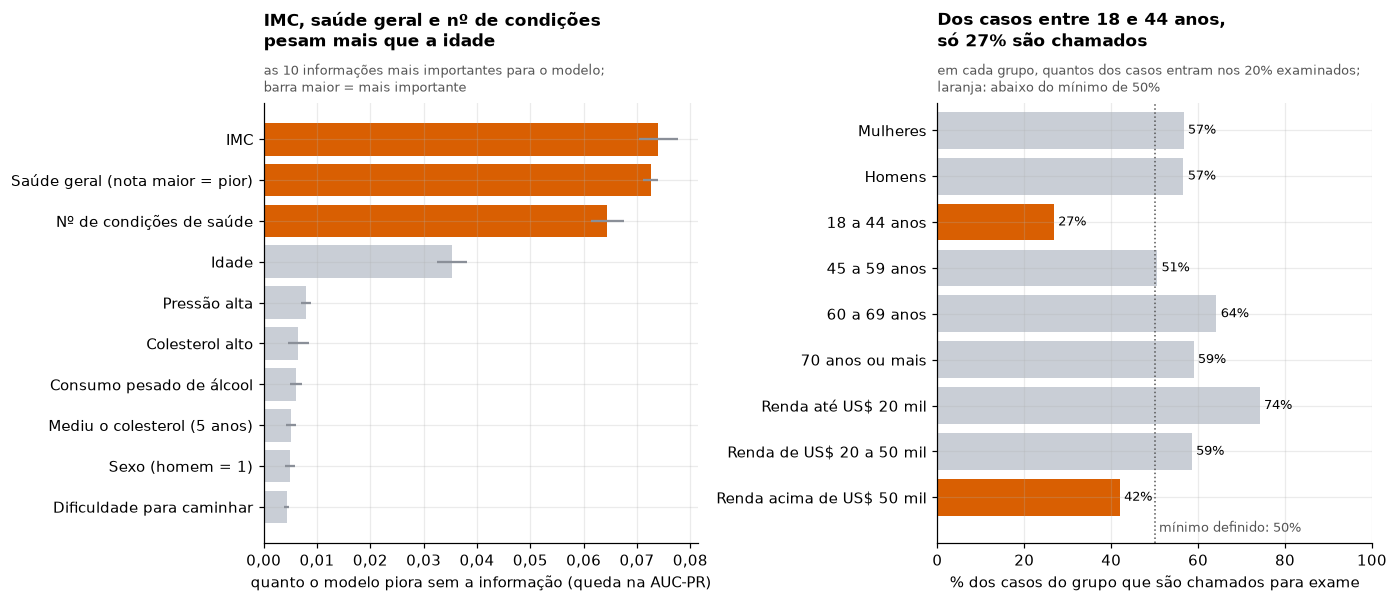 IMC, saúde geral e nº de condições
pesam mais que a idade
as 10 informações mais importantes para o modelo;
barra maior = mais importante
IMC
Saúde geral (nota maior = pior)
Nº de condições de saúde
Idade
Pressão alta
Colesterol alto
Consumo pesado de álcool
Mediu o colesterol (5 anos)
Sexo (homem = 1)
Dificuldade para caminhar
0,00 0,01 0,02 0,03 0,04 0,05 0,06 0,07 0,08
quanto o modelo piora sem a informação (queda na AUC-PR)
Dos casos entre 18 e 44 anos,
só 27% são chamados
em cada grupo, quantos dos casos entram nos 20% examinados;
laranja: abaixo do mínimo de 50%
Mulheres 57%
Homens 57%
18 a 44 anos 27%
45 a 59 anos 51%
60 a 69 anos 64%
70 anos ou mais 59%
Renda até US$ 20 mil 74%
Renda de US$ 20 a 50 mil 59%
Renda acima de US$ 50 mil 42%
mínimo definido: 50%
0 20 40 60 80 100
% dos casos do grupo que são chamados para exame